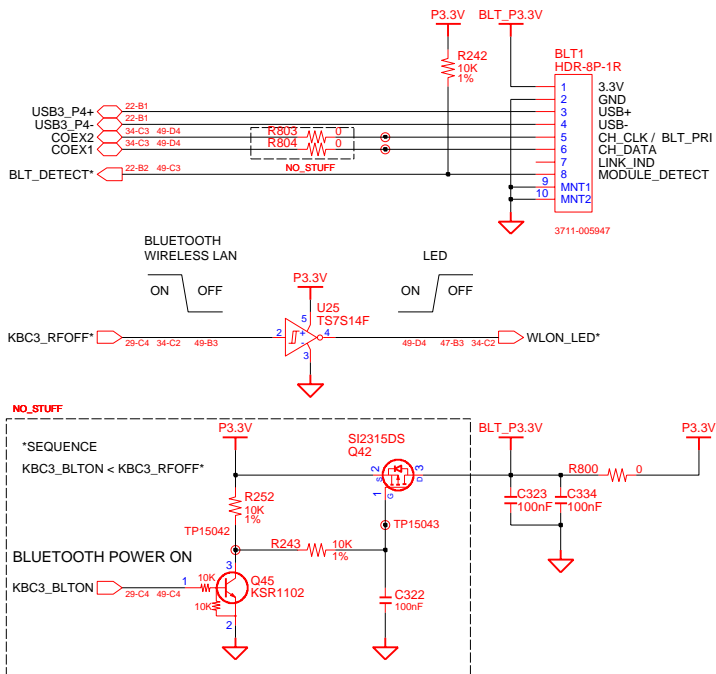 P3.3V BLT_P3.3V
R242
10K
1%
BLT1
HDR-8P-1R
1 3.3V
2 GND
USB3_P4+ 22-B1 3 USB+
USB3_P4- 22-B1 4 USB-
COEX2 34-C3 49-D4 R803 0 5 CH_CLK / BLT_PRI
COEX1 34-C3 49-D4 R804 0 6 CH_DATA
NO_STUFF 7 LINK_IND
BLT_DETECT* 22-B2 49-C3 8 MODULE_DETECT
9 MNT1
10 MNT2
3711-005947
BLUETOOTH
WIRELESS LAN
LED
ON OFF
P3.3V
ON OFF
U25
TS7S14F
KBC3_RFOFF* 29-C4 34-C2 49-B3 2 5 + - 4 3 49-D4 47-B3 34-C2 WLON_LED*
NO_STUFF
P3.3V
*SEQUENCE
KBC3_BLTON < KBC3_RFOFF*
SI2315DS
Q42
2 S D 3
1 G
BLT_P3.3V P3.3V
R800 0
C323
100nF
C334
100nF
R252
10K
1%
TP15042
TP15043
R243 10K
1%
BLUETOOTH POWER ON
KBC3_BLTON 29-C4 49-C4 1 10K 3
10K
2
Q45
KSR1102
C322
100nF